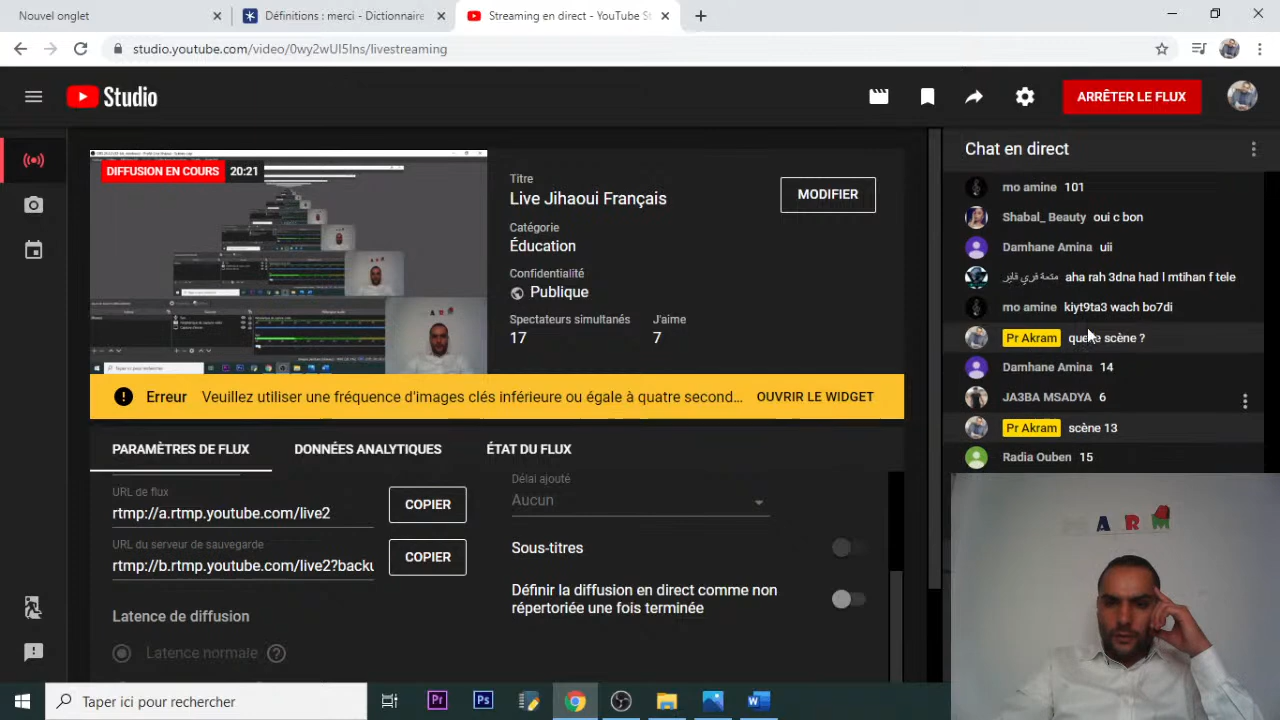 Nouvel onglet
Définitions : merci - Dictionnaire
Streaming en direct - YouTube St
studio.youtube.com/video/0wy2wUI5Ins/livestreaming
Studio
ARRÊTER LE FLUX
DIFFUSION EN COURS 20:21
Titre
Live Jihaoui Français
MODIFIER
Catégorie
Éducation
Confidentialité
Publique
Spectateurs simultanés
J'aime
17
7
Erreur Veuillez utiliser une fréquence d'images clés inférieure ou égale à quatre second... OUVRIR LE WIDGET
PARAMÈTRES DE FLUX
DONNÉES ANALYTIQUES
ÉTAT DU FLUX
URL de flux
rtmp://a.rtmp.youtube.com/live2
COPIER
URL du serveur de sauvegarde
rtmp://b.rtmp.youtube.com/live2?backu
COPIER
Latence de diffusion
Latence normale
Délai ajouté
Aucun
Sous-titres
Définir la diffusion en direct comme non
répertoriée une fois terminée
Chat en direct
mo amine 101
Shabal_ Beauty oui c bon
Damhane Amina uii
aha rah 3dna had l mtihan f tele
mo amine kiyt9ta3 wach bo7di
Pr Akram scène ?
Damhane Amina 14
JA3BA MSADYA 6
Pr Akram scène 13
Radia Ouben 15
A R M
Taper ici pour rechercher